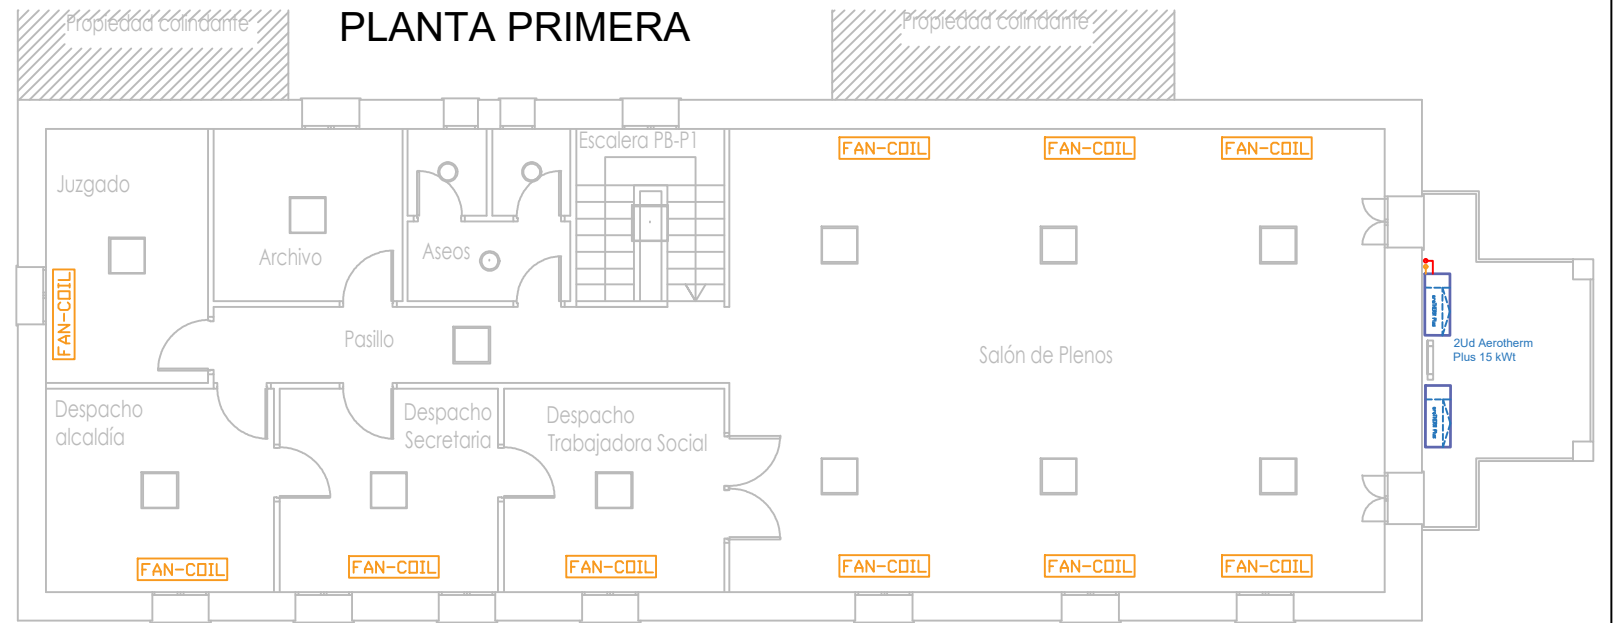 Propiedad colindante
PLANTA PRIMERA
Propiedad colindante
Escalera PB-P1
FAN-COIL
FAN-COIL
FAN-COIL
Juzgado
Archivo
Aseos
FAN-COIL
Pasillo
Salón de Plenos
2Ud Aerotherm
Plus 15 kWt
Despacho
alcaldía
Despacho
Secretaria
Despacho
Trabajadora Social
FAN-COIL
FAN-COIL
FAN-COIL
FAN-COIL
FAN-COIL
FAN-COIL